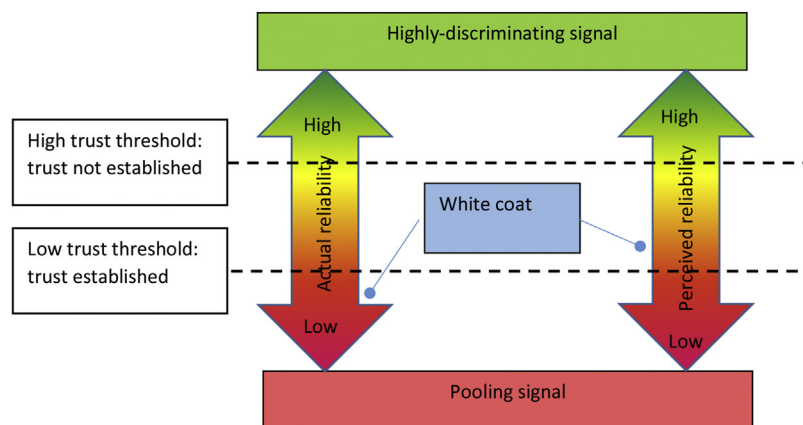 Highly-discriminating signal
High
High
High trust threshold:
trust not established
Actual reliability
White coat
Perceived reliability
Low trust threshold:
trust established
Low
Low
Pooling signal